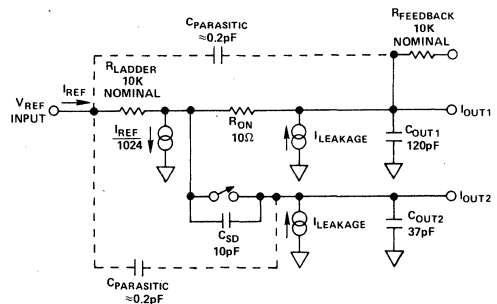 CPARASITIC
≈0.2pF
RFEEDBACK
10K
NOMINAL
RLADDER
10K
NOMINAL
IREF
VREF
INPUT
IREF
1024
RON
10Ω
ILEAKAGE
IOUT1
COUT1
120pF
CSD
10pF
ILEAKAGE
IOUT2
COUT2
37pF
CPARASITIC
≈0.2pF